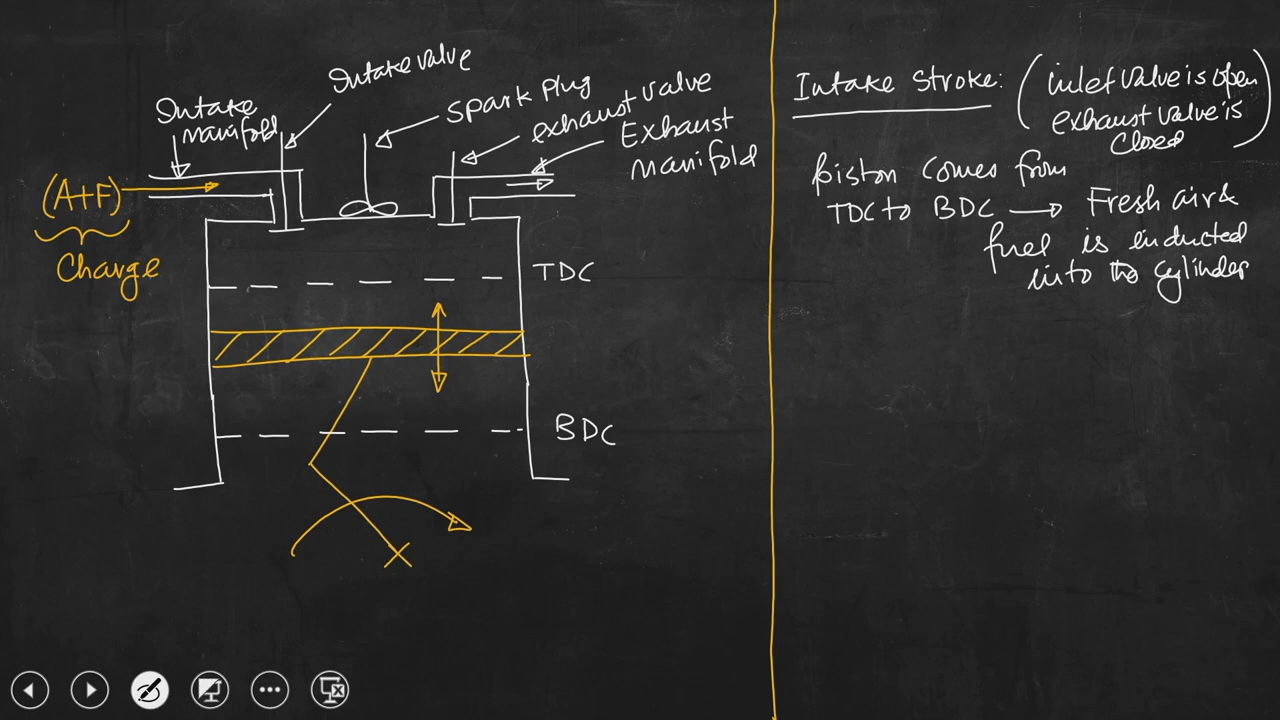 Intake valve
Intake
manifold
Spark plug
exhaust valve
Exhaust
manifold
(A+F)
Charge
TDC
BDC
Intake Stroke: (inlet valve is open
exhaust valve is
closed)
Piston comes from
TDC to BDC → Fresh air &
fuel is inducted
into the cylinder